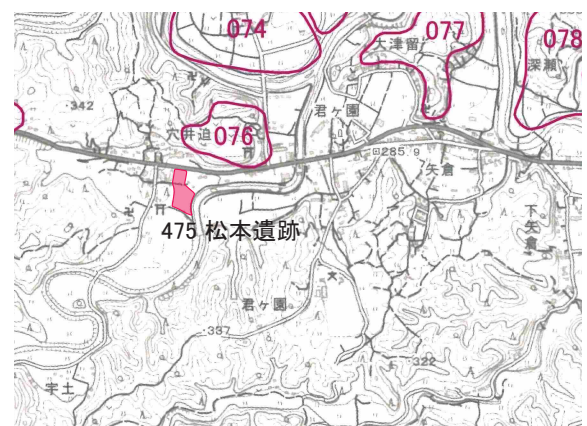 074
077
078
大津留
深瀬
・342
君ヶ園
穴井迫
076
285.9
矢倉
475 松本遺跡
下矢倉
君ヶ園
・337
322
宇土